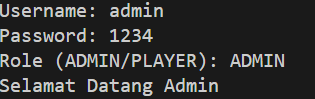 Username: admin
Password: 1234
Role (ADMIN/PLAYER): ADMIN
Selamat Datang Admin